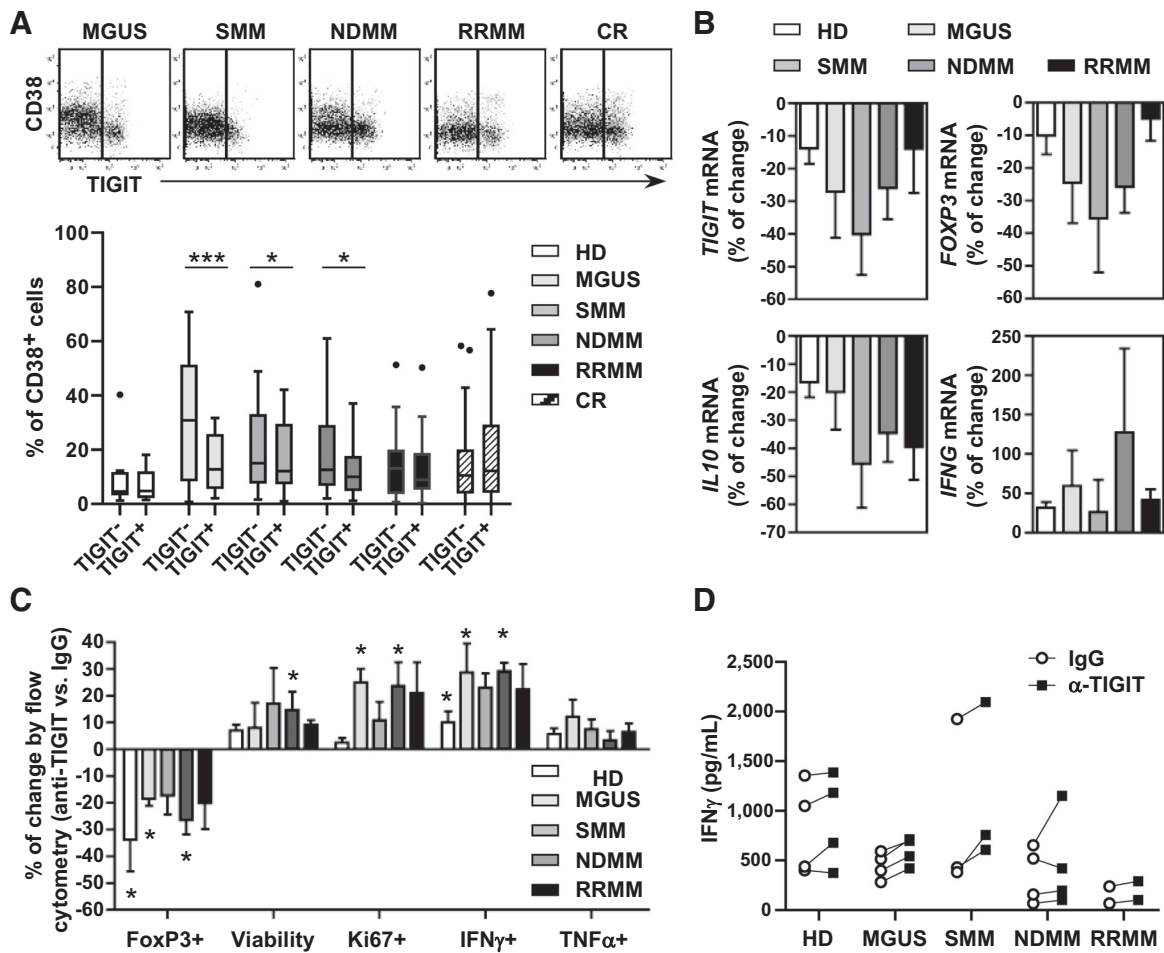 A
MGUS SMM NDMM RRMM CR
CD38
TIGIT
% of CD38+ cells
100
80
60
40
20
0
*** * *
HD
MGUS
SMM
NDMM
RRMM
CR
TIGIT- TIGIT+ TIGIT- TIGIT+ TIGIT- TIGIT+ TIGIT- TIGIT+ TIGIT- TIGIT+ TIGIT- TIGIT+
B
HD MGUS
SMM NDMM RRMM
TIGIT mRNA
(% of change)
0
-10
-20
-30
-40
-50
-60
FOXP3 mRNA
(% of change)
0
-10
-20
-30
-40
-50
-60
IL10 mRNA
(% of change)
0
-10
-20
-30
-40
-50
-60
-70
IFNG mRNA
(% of change)
250
200
150
100
50
0
C
% of change by flow
cytometry (anti-TIGIT vs. IgG)
40
30
20
10
0
-10
-20
-30
-40
-50
-60
* * * * * * * * *
HD
MGUS
SMM
NDMM
RRMM
FoxP3+ Viability Ki67+ IFNγ+ TNFα+
D
IFNγ (pg/mL)
2,500
2,000
1,500
1,000
500
0
IgG
α-TIGIT
HD MGUS SMM NDMM RRMM